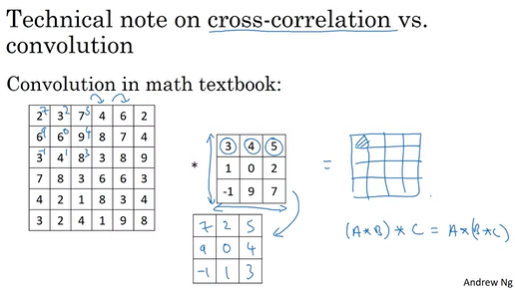 Technical note on cross-correlation vs.
convolution
Convolution in math textbook:
2 3 7 4 6 2
6 6 9 8 7 4
3 4 8 3 8 9
7 8 3 6 6 3
4 2 1 8 3 4
3 2 4 1 9 8
7 2 5
9 0 4
-1 1 3
*
3 4 5
1 0 2
-1 9 7
=
7 2 5
9 0 4
-1 1 3
(A*B)*C = A*(B*C)
Andrew Ng